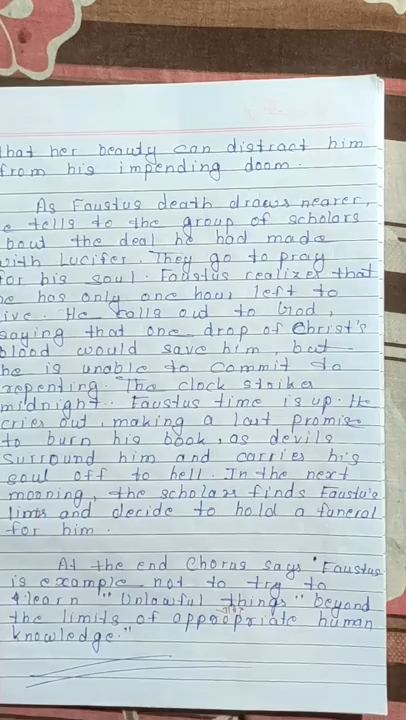 that her beauty can distract him
from his impending doom.
As Faustus death draws nearer,
e tells to the group of scholars
bout the deal he had made
with Lucifer. They go to pray
for his soul. Faustus realizes that
he has only one hour left to
ive. He calls out to God,
saying that one drop of Christ's
blood would save him, but
he is unable to commit to
repenting. The clock strikes
midnight. Faustus time is up. He
cries out, making a last promise
to burn his book, as devils
surround him and carries his
soul off to hell. In the next
mooning, the scholars finds Faustu's
limbs and decide to hold a funeral
for him.
At the end Chorus says "Faustus
is example not to try to
learn "Unlawful things" beyond
the limits of appropriate human
knowledge."